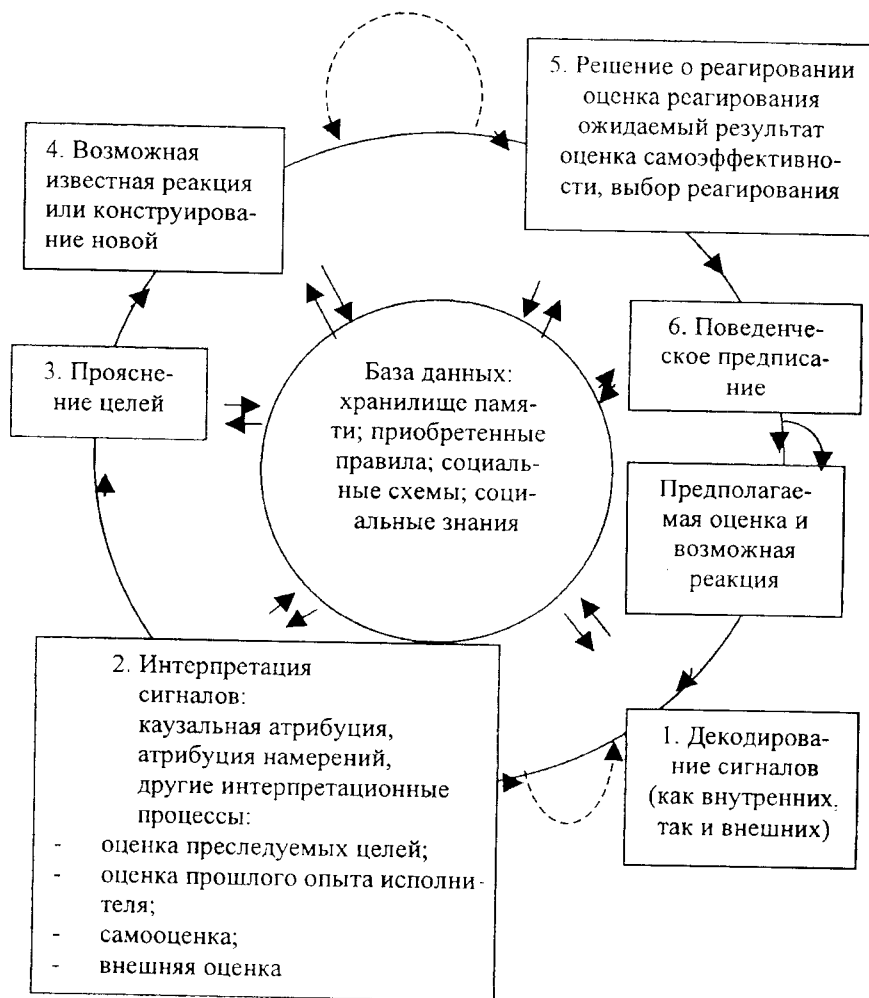 5. Решение о реагировании
оценка реагирования
ожидаемый результат
оценка самоэффективно-
сти, выбор реагирования
4. Возможная
известная реакция
или конструирова-
ние новой
6. Поведенче-
ское предписа-
ние
3. Проясне-
ние целей
База данных:
хранилище памя-
ти; приобретенные
правила; социаль-
ные схемы; соци-
альные знания
Предполагае-
мая оценка и
возможная
реакция
2. Интерпретация
сигналов:
каузальная атрибуция,
атрибуция намерений,
другие интерпретационные
процессы:
- оценка преследуемых целей;
- оценка прошлого опыта исполни-
теля;
- самооценка;
- внешняя оценка
1. Декодирова-
ние сигналов
(как внутренних,
так и внешних)